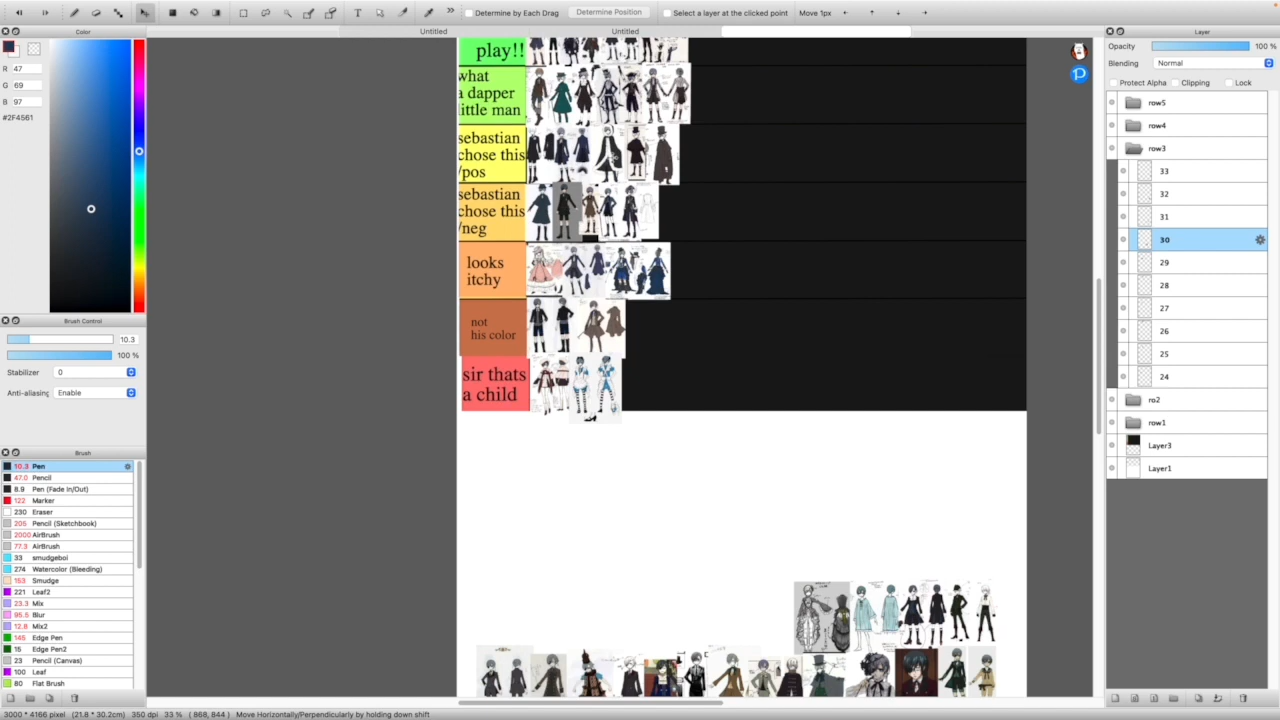 Determine by Each Drag
Determine Position
Select a layer at the clicked point
Move 1px
Color
Untitled
Untitled
Layer
R 47
G 69
B 97
#2F4561
Opacity 100 %
Blending Normal
Protect Alpha Clipping Lock
row5
row4
row3
33
32
31
30
29
28
27
26
25
24
ro2
row1
Layer3
Layer1
play!!
what
a dapper
little man
sebastian
chose this
/pos
sebastian
chose this
/neg
looks
itchy
not
his color
sir thats
a child
Brush Control
10.3
100 %
Stabilizer 0
Anti-aliasing Enable
Brush
10.3 Pen
47.0 Pencil
8.9 Pen (Fade In/Out)
122 Marker
230 Eraser
205 Pencil (Sketchbook)
2000 AirBrush
77.3 AirBrush
33 smudgeboi
274 Watercolor (Bleeding)
153 Smudge
221 Leaf2
23.3 Mix
95.5 Blur
12.8 Mix2
145 Edge Pen
15 Edge Pen2
23 Pencil (Canvas)
100 Leaf
80 Flat Brush
3000 * 4166 pixel (21.8 * 30.2cm) 350 dpi 33 % ( 868, 844 ) Move Horizontally/Perpendicularly by holding down shift